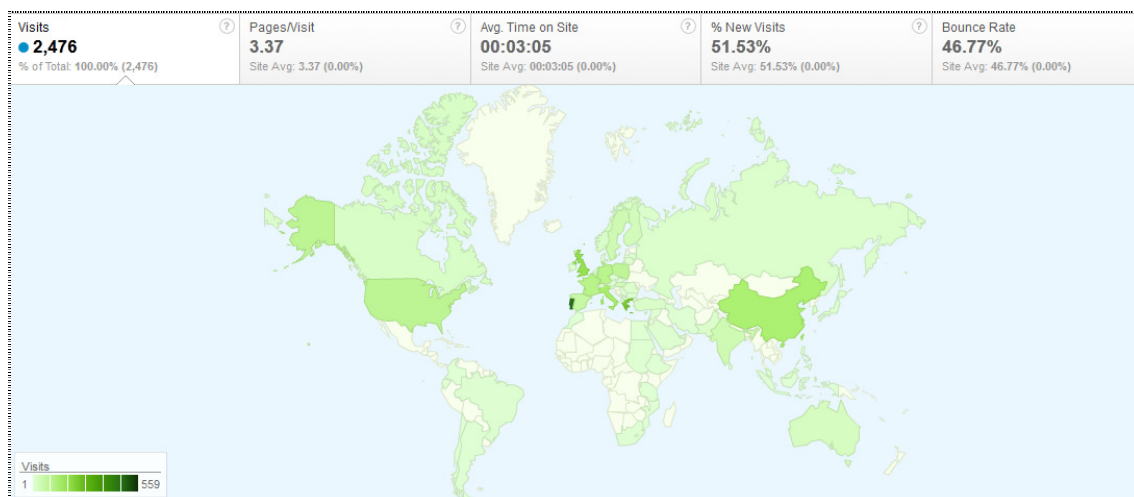 Visits ?
2,476
% of Total: 100.00% (2,476)
Pages/Visit ?
3.37
Site Avg: 3.37 (0.00%)
Avg. Time on Site ?
00:03:05
Site Avg: 00:03:05 (0.00%)
% New Visits ?
51.53%
Site Avg: 51.53% (0.00%)
Bounce Rate
46.77%
Site Avg: 46.77% (0.00%)
Visits
1 559